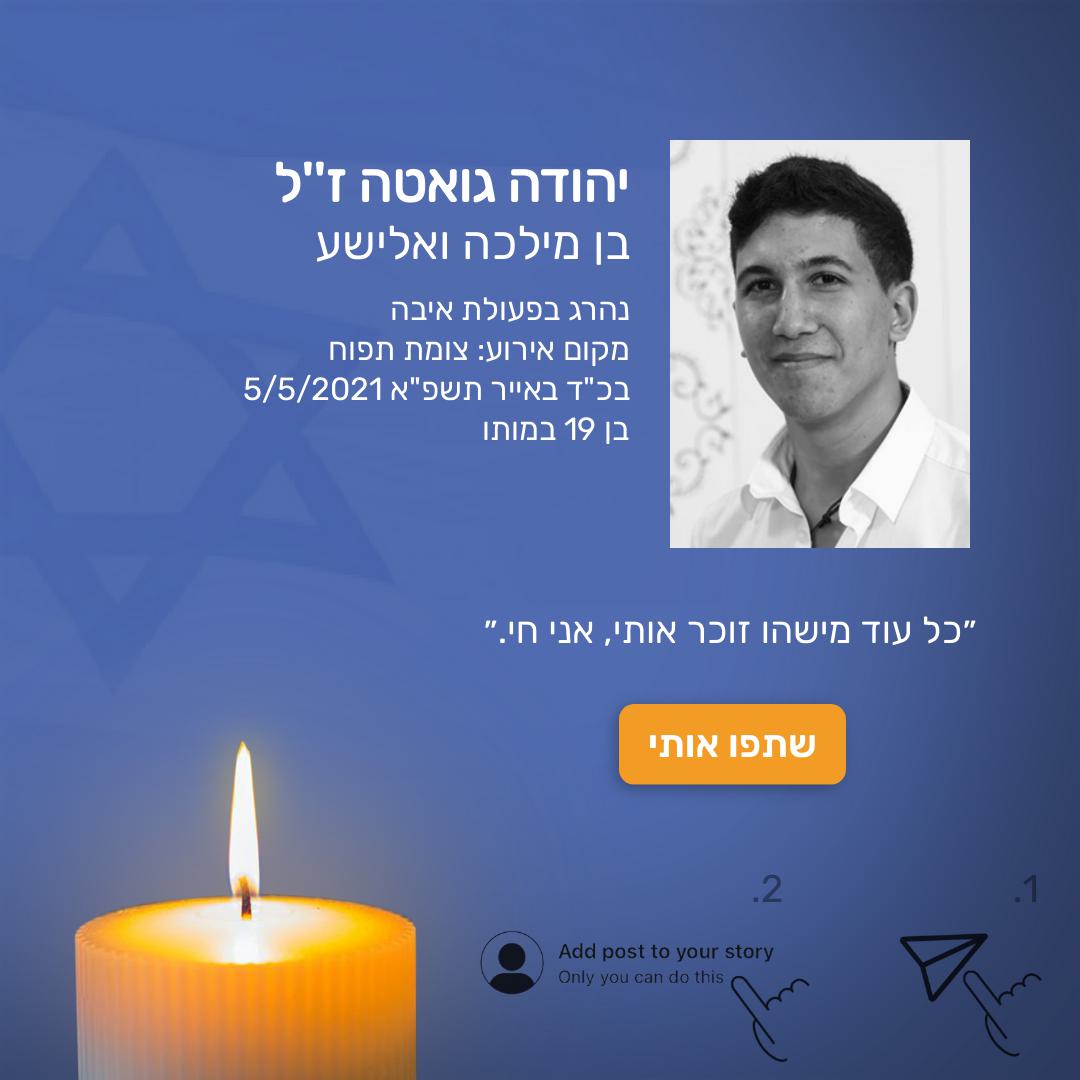 יהודה גואטה ז"ל
בן מילכה ואלישע
נהרג בפעולת איבה
מקום אירוע: צומת תפוח
בכ"ד באייר תשפ"א 5/5/2021
בן 19 במותו
"כל עוד מישהו זוכר אותי, אני חי."
שתפו אותי
1.
2.
Add post to your story
Only you can do this